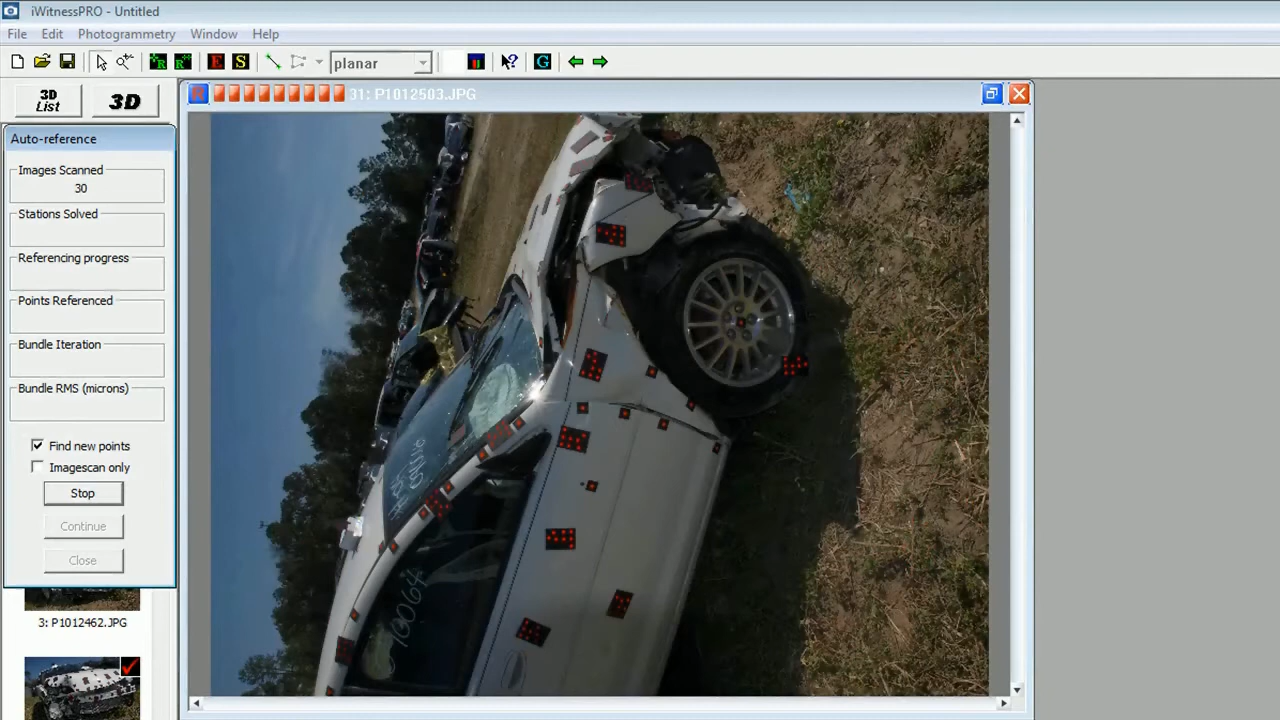 iWitnessPRO - Untitled
File Edit Photogrammetry Window Help
R R E S planar ? G
3D List 3D
31: P1012503.JPG
Auto-reference
Images Scanned
30
Stations Solved
Referencing progress
Points Referenced
Bundle Iteration
Bundle RMS (microns)
Find new points
Imagescan only
Stop
Continue
Close
3: P1012462.JPG